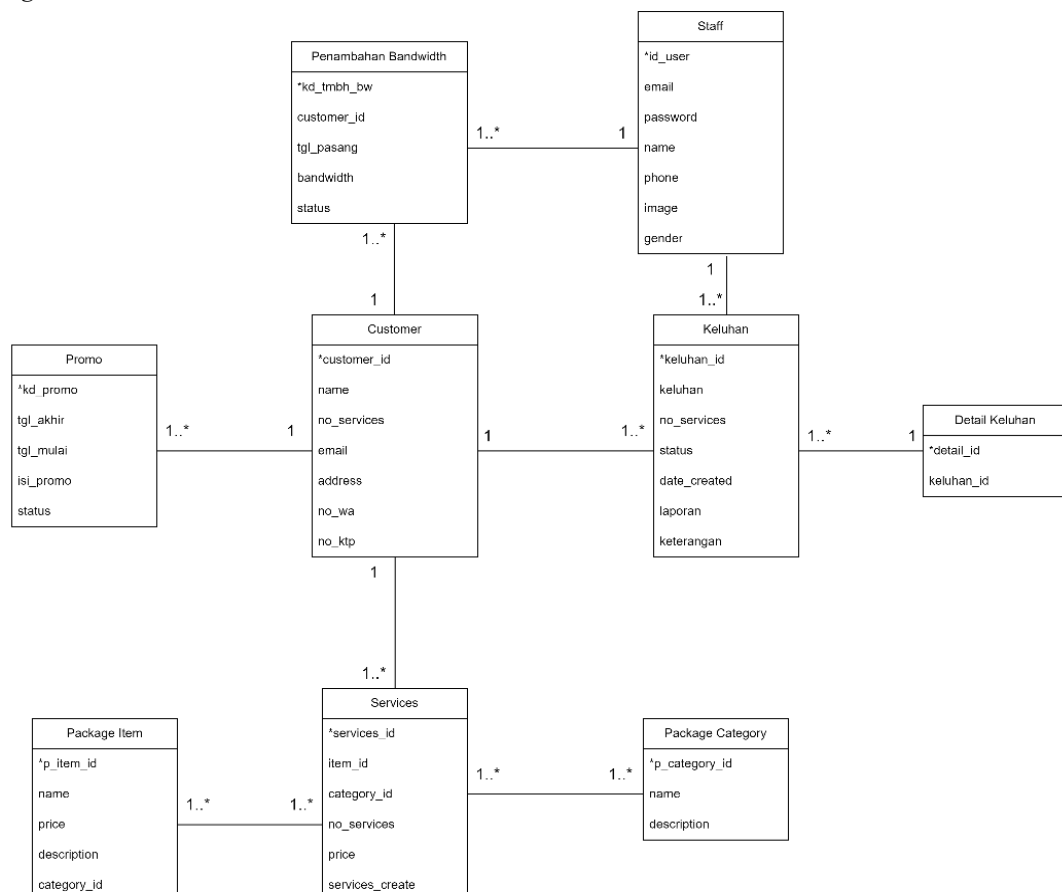 Staff
*id_user
email
password
name
phone
image
gender
Penambahan Bandwidth
*kd_tmbh_bw
customer_id
tgl_pasang
bandwidth
status
1..*
1
1..*
1
1
1..*
Promo
*kd_promo
tgl_akhir
tgl_mulai
isi_promo
status
1..*
1
Customer
*customer_id
name
no_services
email
address
no_wa
no_ktp
1
1..*
Keluhan
*keluhan_id
keluhan
no_services
status
date_created
laporan
keterangan
1..*
1
Detail Keluhan
*detail_id
keluhan_id
1
1..*
Package Item
*p_item_id
name
price
description
category_id
1..*
1..*
Services
*services_id
item_id
category_id
no_services
price
services_create
1..*
1..*
Package Category
*p_category_id
name
description